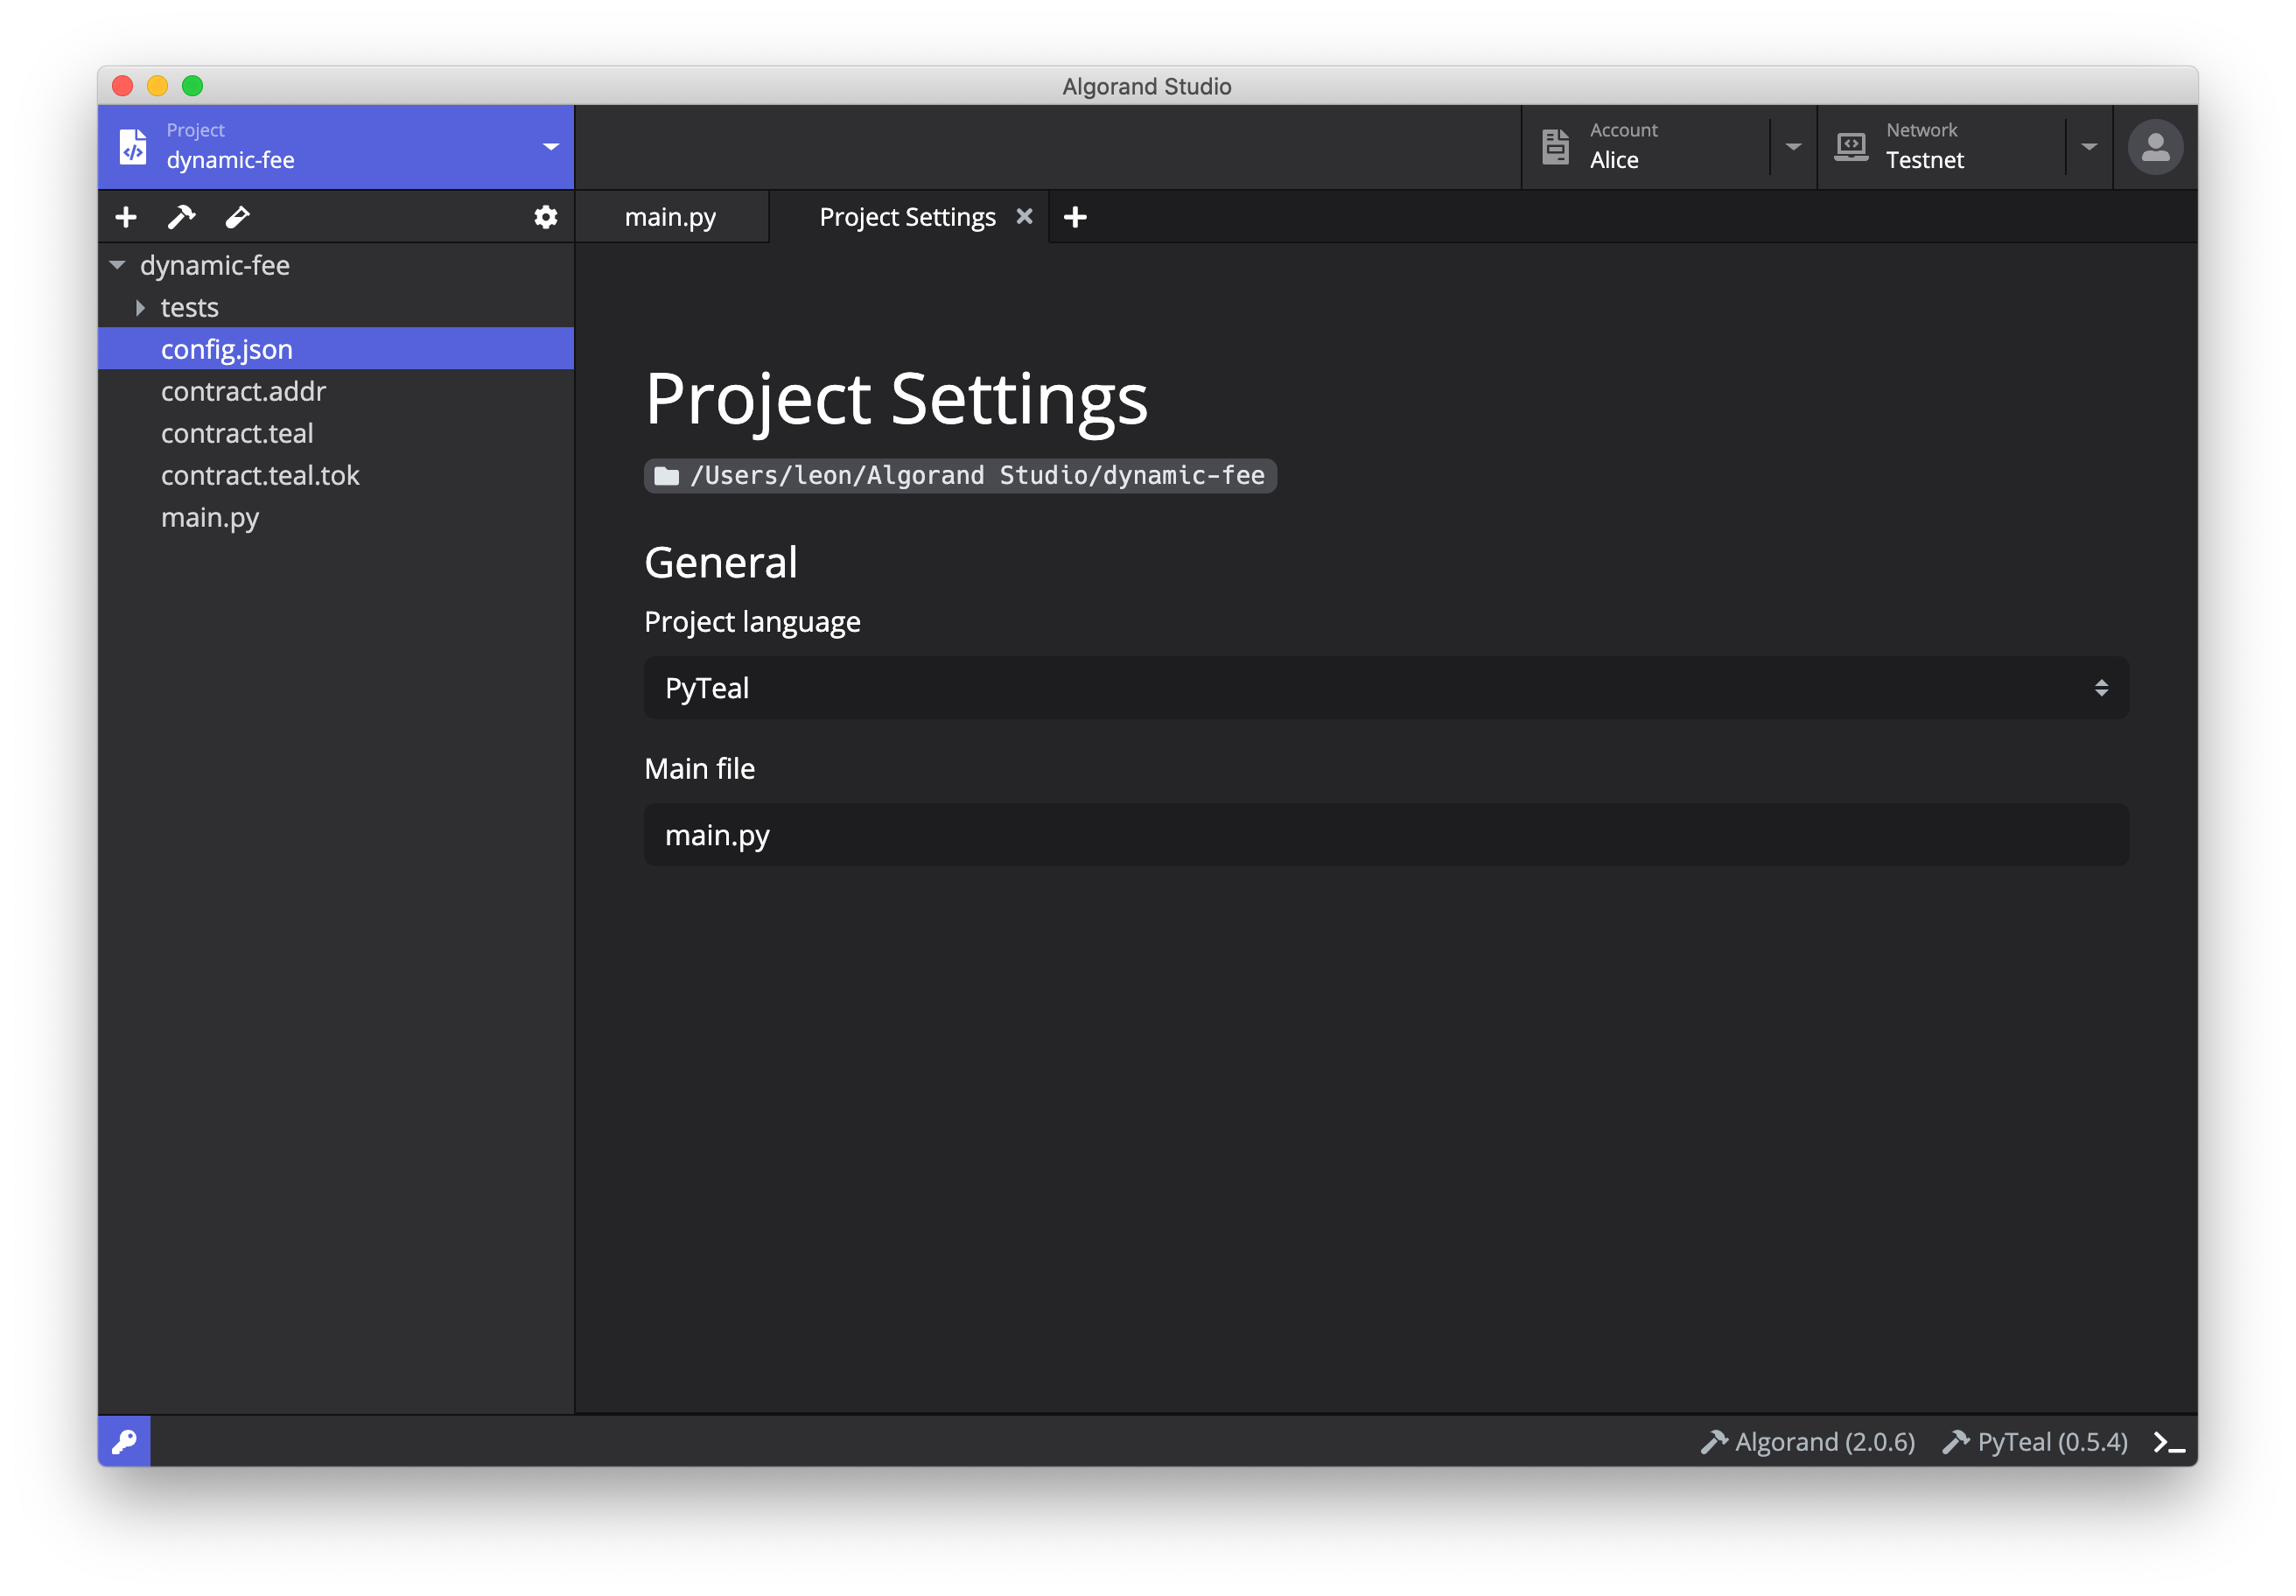 Algorand Studio
Project
dynamic-fee
Account
Alice
Network
Testnet
main.py
Project Settings
dynamic-fee
tests
config.json
contract.addr
contract.teal
contract.teal.tok
main.py
Project Settings
/Users/leon/Algorand Studio/dynamic-fee
General
Project language
PyTeal
Main file
main.py
Algorand (2.0.6)
PyTeal (0.5.4)